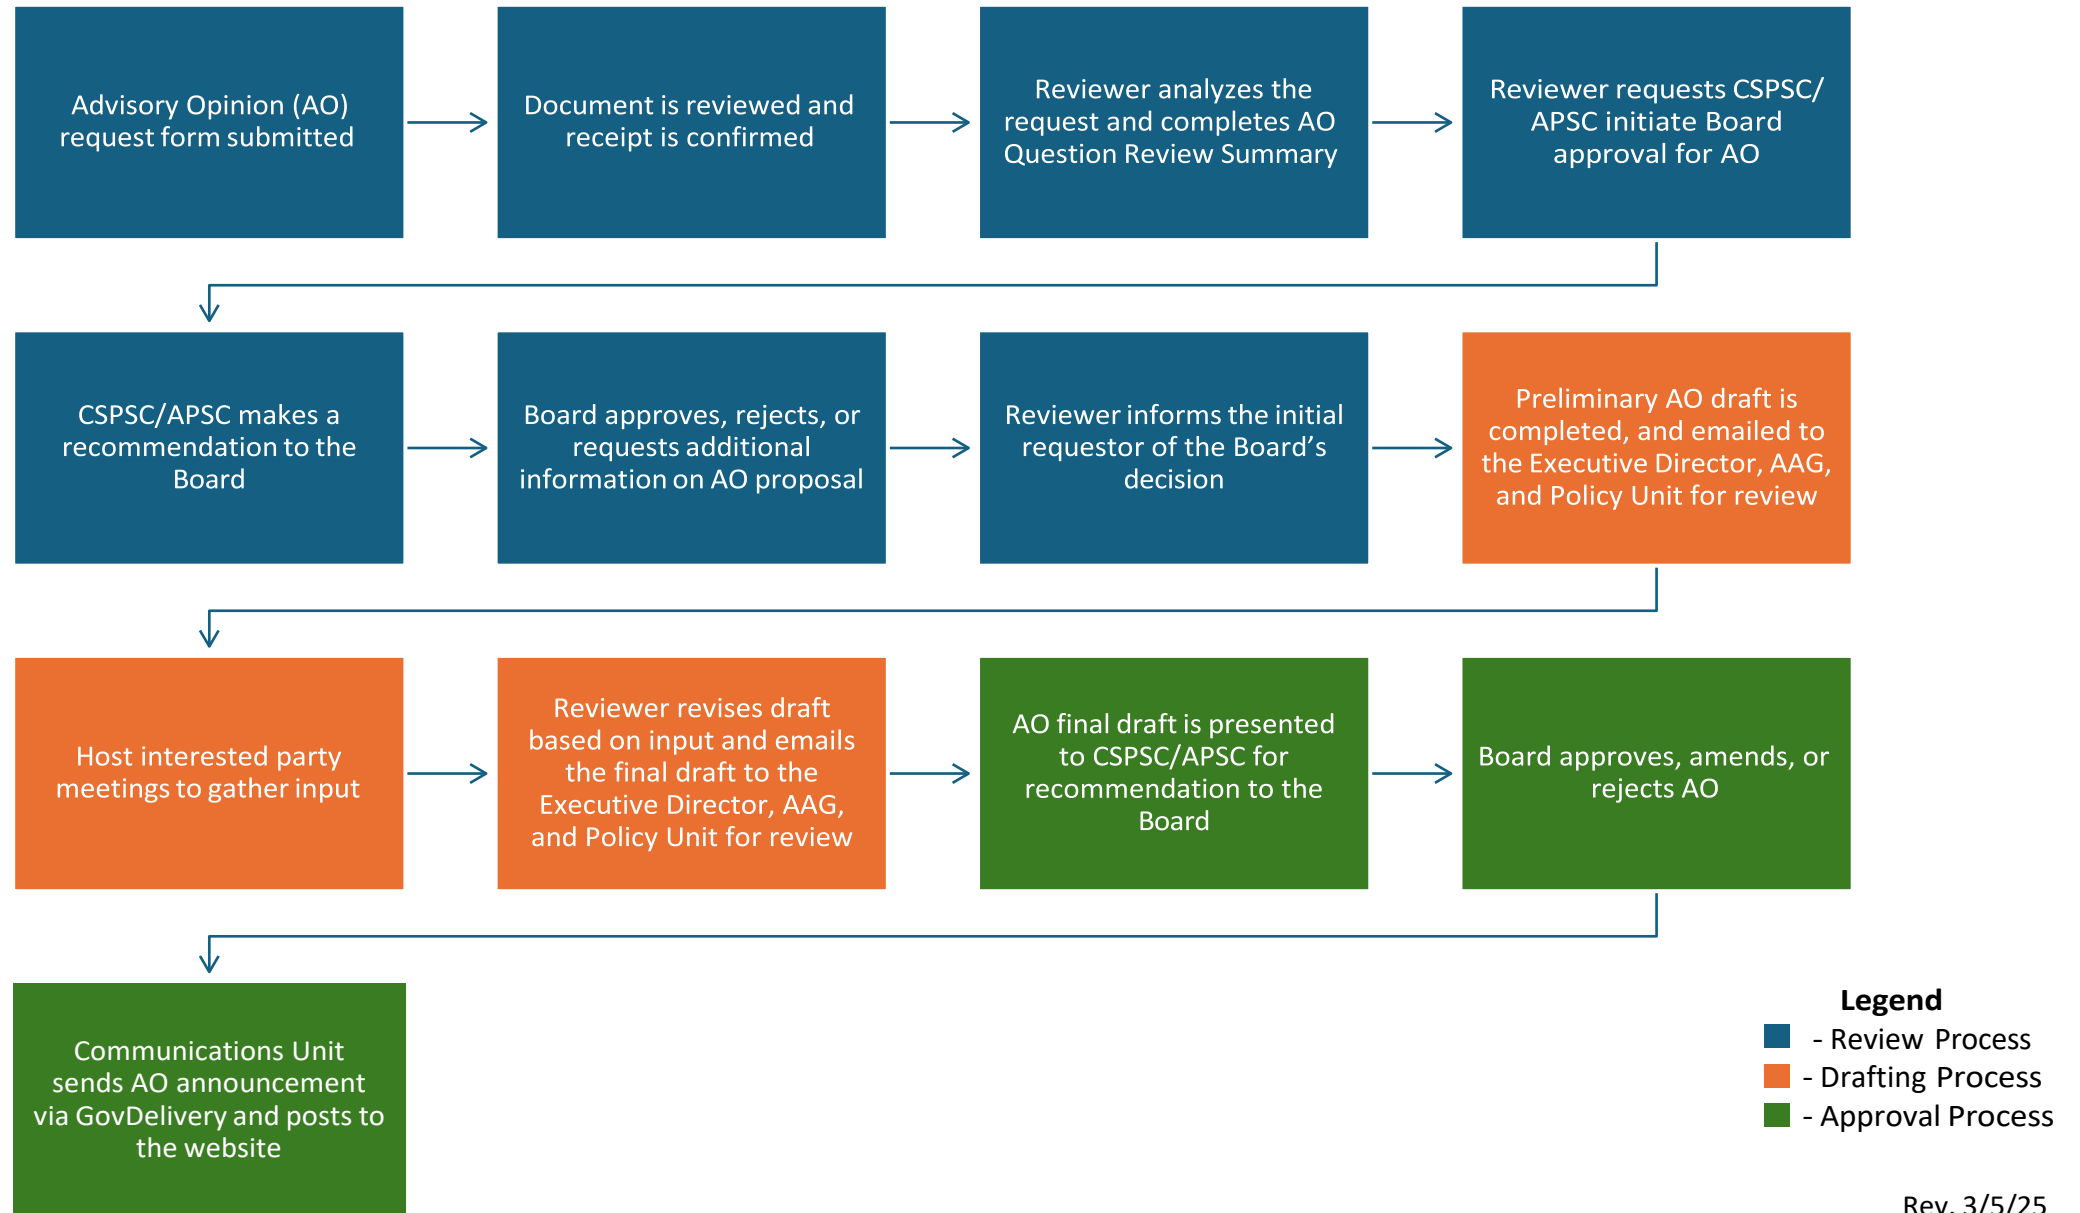 Advisory Opinion (AO)
request form submitted
Document is reviewed and
receipt is confirmed
Reviewer analyzes the
request and completes AO
Question Review Summary
Reviewer requests CSPSC/
APSC initiate Board
approval for AO
CSPSC/APSC makes a
recommendation to the
Board
Board approves, rejects, or
requests additional
information on AO proposal
Reviewer informs the initial
requestor of the Board’s
decision
Preliminary AO draft is
completed, and emailed to
the Executive Director, AAG,
and Policy Unit for review
Host interested party
meetings to gather input
Reviewer revises draft
based on input and emails
the final draft to the
Executive Director, AAG,
and Policy Unit for review
AO final draft is presented
to CSPSC/APSC for
recommendation to the
Board
Board approves, amends, or
rejects AO
Communications Unit
sends AO announcement
via GovDelivery and posts to
the website
Legend
- Review Process
- Drafting Process
- Approval Process
Rev. 3/5/25